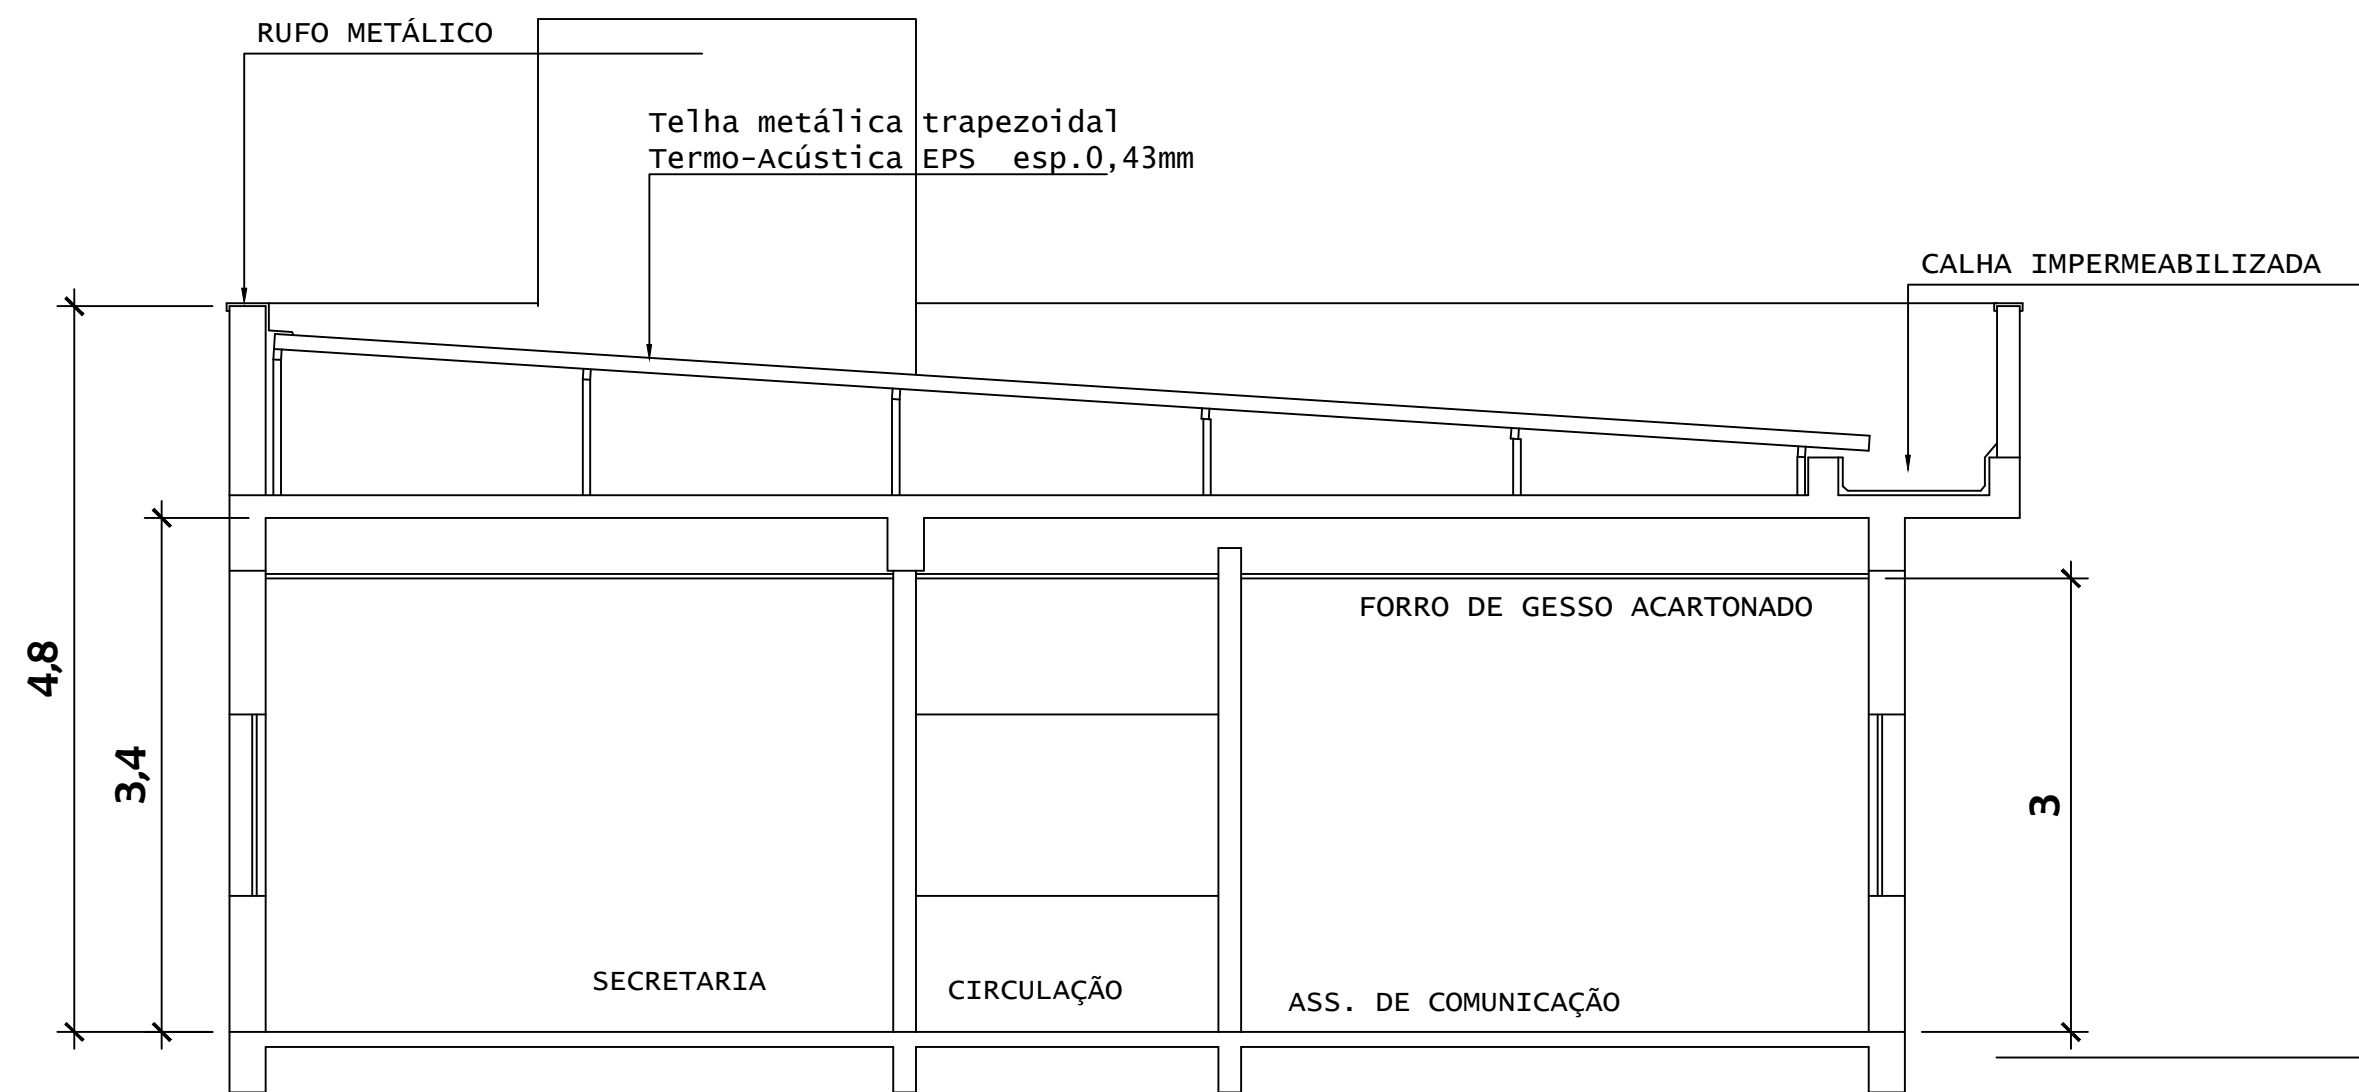 RUFO METÁLICO
Telha metálica trapezoidal
Termo-Acústica EPS esp.0,43mm
CALHA IMPERMEABILIZADA
FORRO DE GESSO ACARTONADO
4,8
3,4
3
SECRETARIA
CIRCULAÇÃO
ASS. DE COMUNICAÇÃO